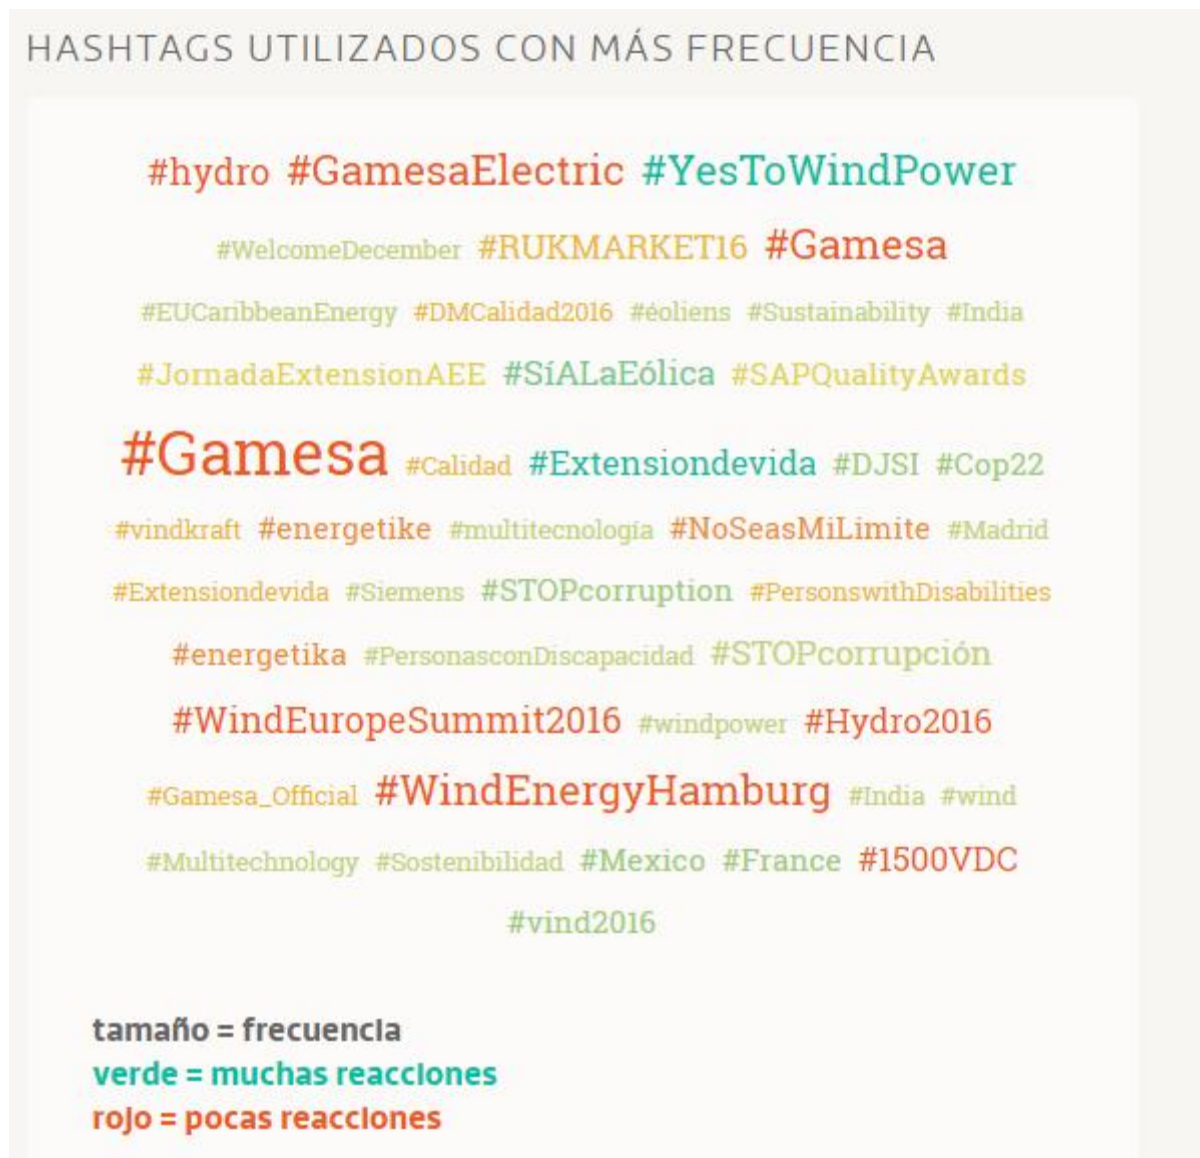 HASHTAGS UTILIZADOS CON MÁS FRECUENCIA
#hydro #GamesaElectric #YesToWindPower
#WelcomeDecember #RUKMARKET16 #Gamesa
#EUCaribbeanEnergy #DMCalidad2016 #éoliens #Sustainability #India
#JornadaExtensionAEE #SíALaEólica #SAPQualityAwards
#Gamesa #Calidad #Extensiondevida #DJSI #Cop22
#vindkraft #energetike #multitecnología #NoSeasMiLimite #Madrid
#Extensiondevida #Siemens #STOPcorruption #PersonswithDisabilities
#energetika #PersonasconDiscapacidad #STOPcorrupción
#WindEuropeSummit2016 #windpower #Hydro2016
#Gamesa_Official #WindEnergyHamburg #India #wind
#Multitechnology #Sostenibilidad #Mexico #France #1500VDC
#vind2016
tamaño = frecuencia
verde = muchas reacciones
rojo = pocas reacciones